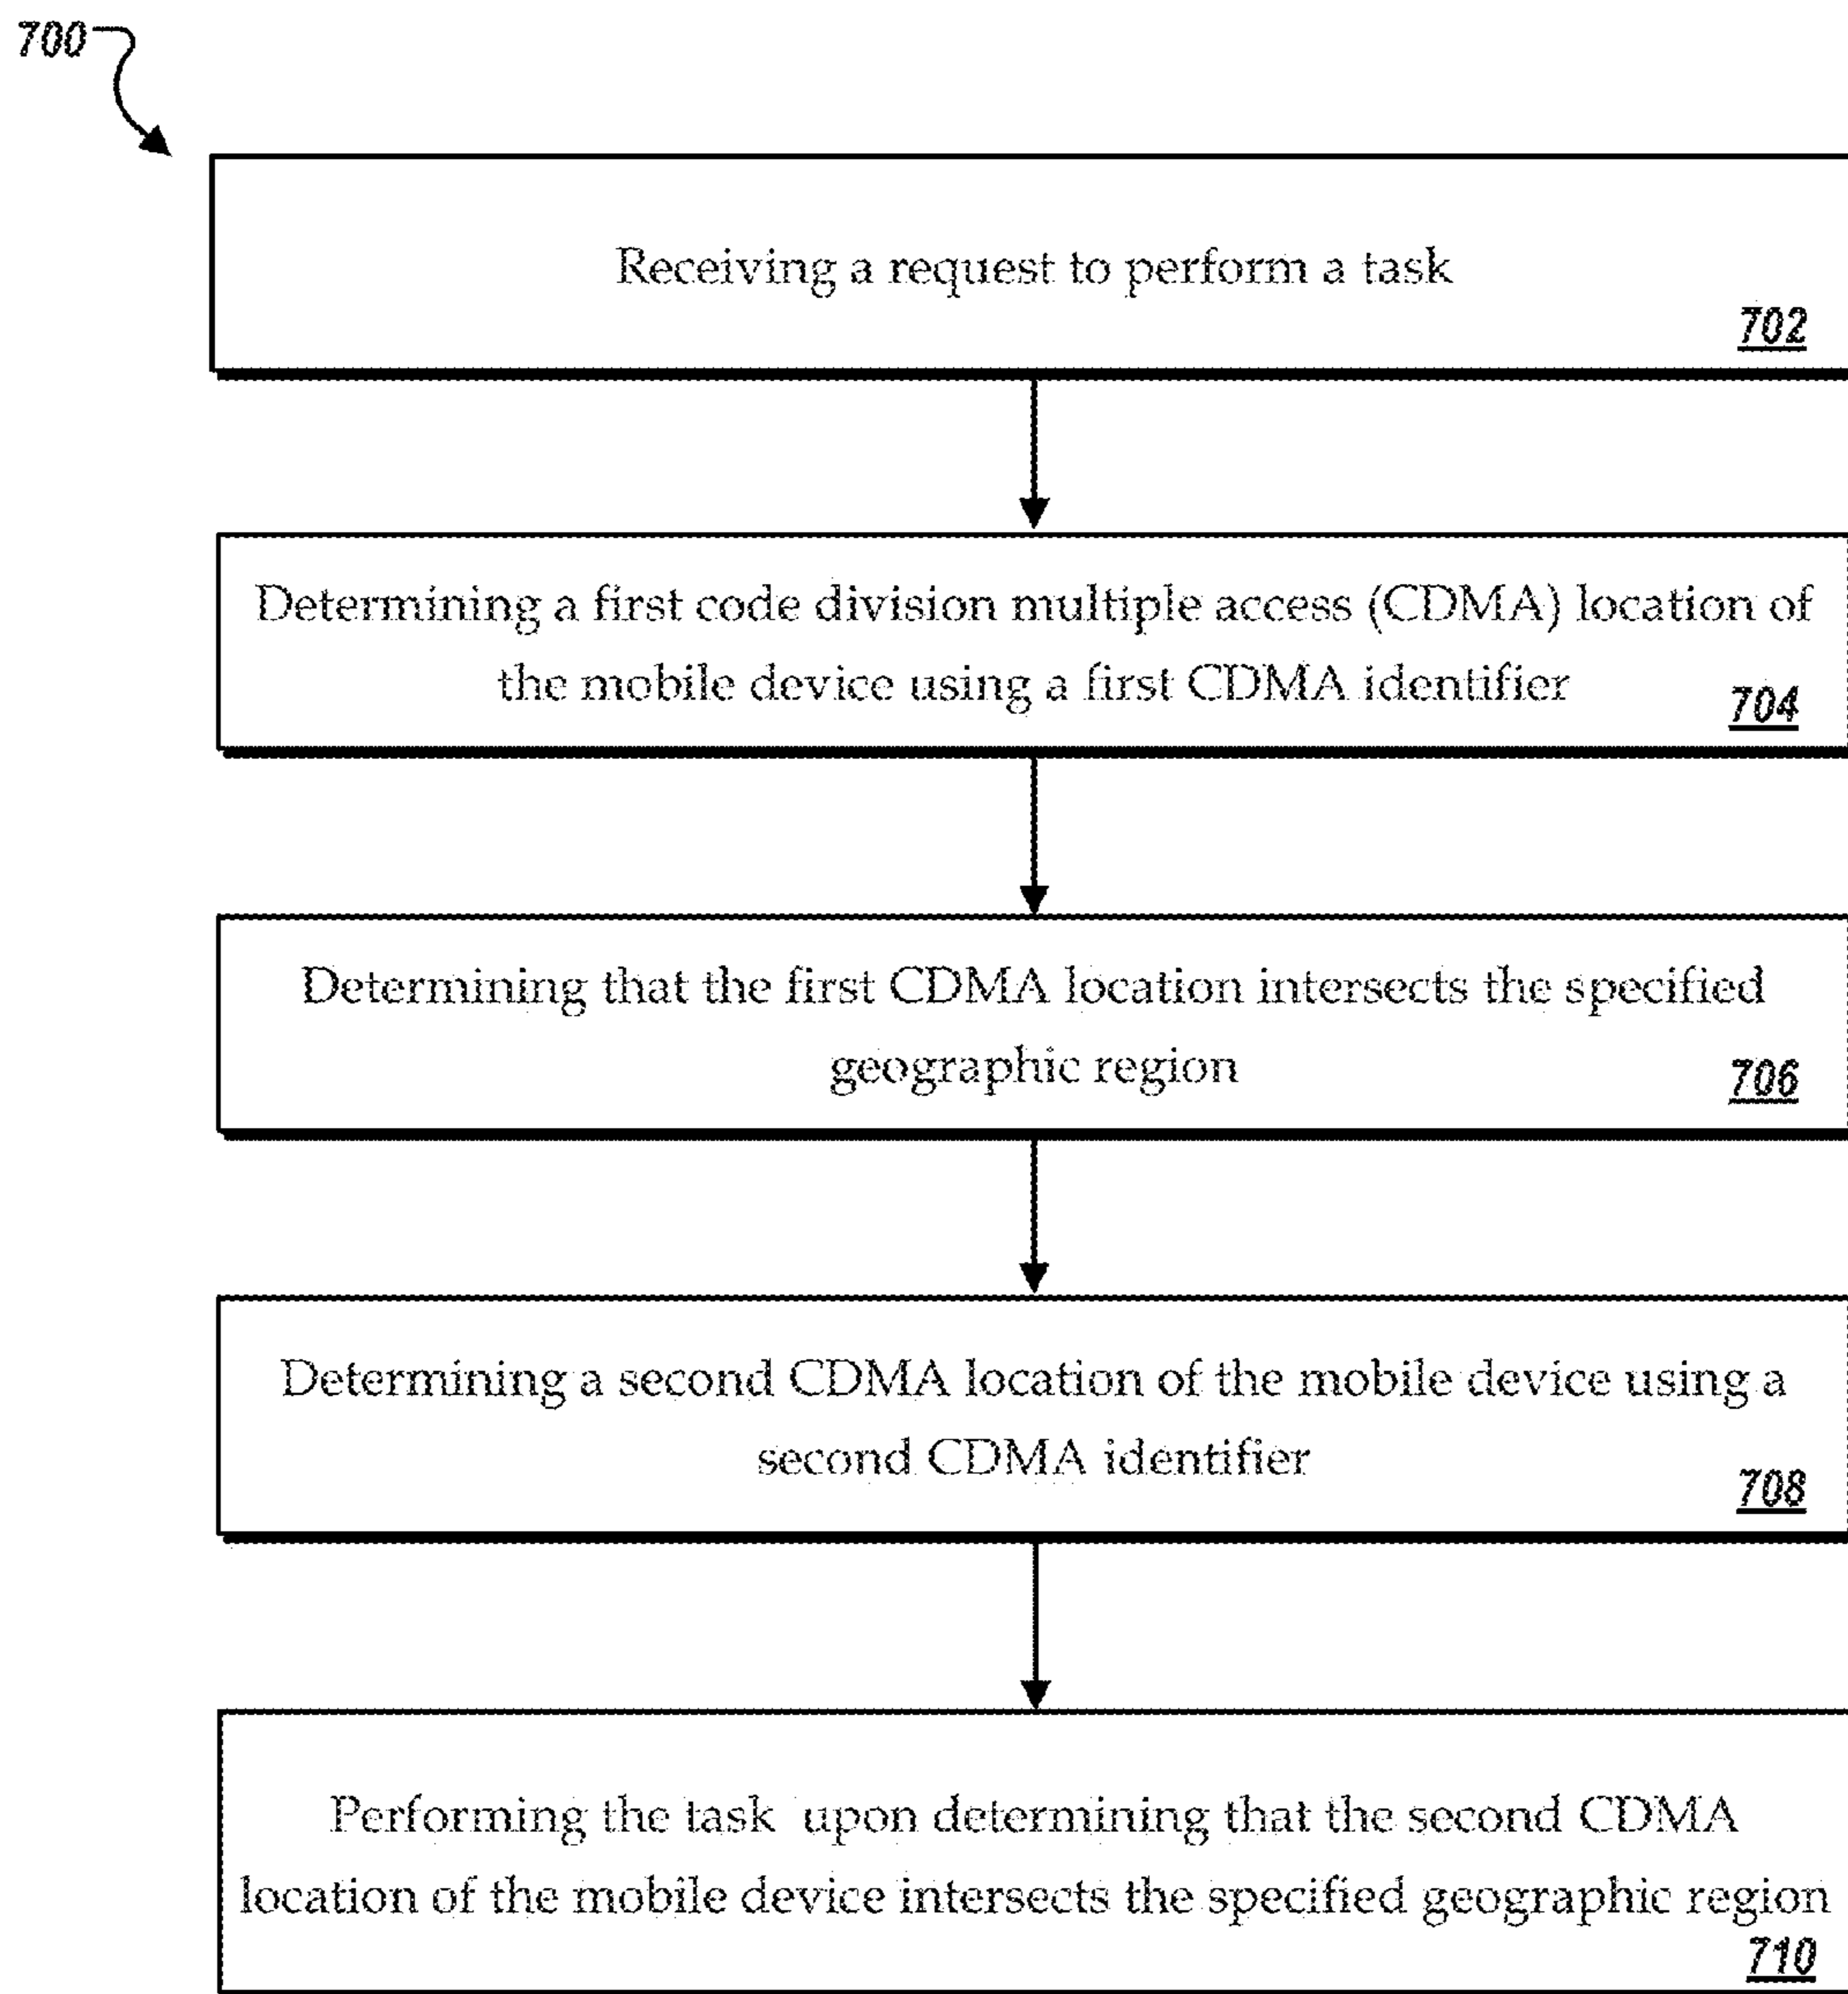 700
Receiving a request to perform a task
702
Determining a first code division multiple access (CDMA) location of
the mobile device using a first CDMA identifier
704
Determining that the first CDMA location intersects the specified
geographic region
706
Determining a second CDMA location of the mobile device using a
second CDMA identifier
708
Performing the task upon determining that the second CDMA
location of the mobile device intersects the specified geographic region
710